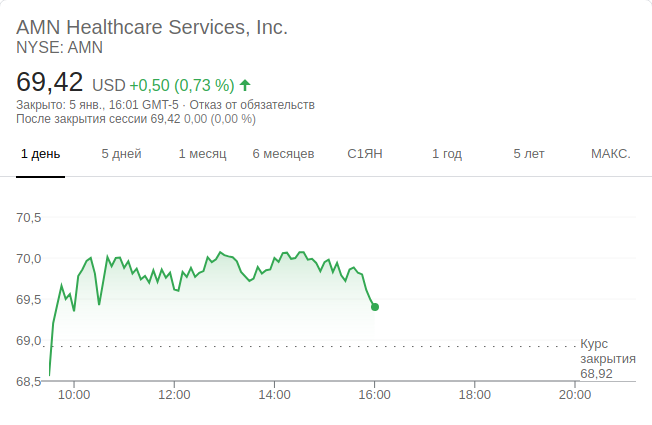 AMN Healthcare Services, Inc.
NYSE: AMN
69,42 USD +0,50 (0,73 %)
Закрыто: 5 янв., 16:01 GMT-5 · Отказ от обязательств
После закрытия сессии 69,42 0,00 (0,00 %)
1 день 5 дней 1 месяц 6 месяцев С1ЯН 1 год 5 лет МАКС.
70,5
70,0
69,5
69,0
68,5
Курс
закрытия
68,92
10:00 12:00 14:00 16:00 18:00 20:00